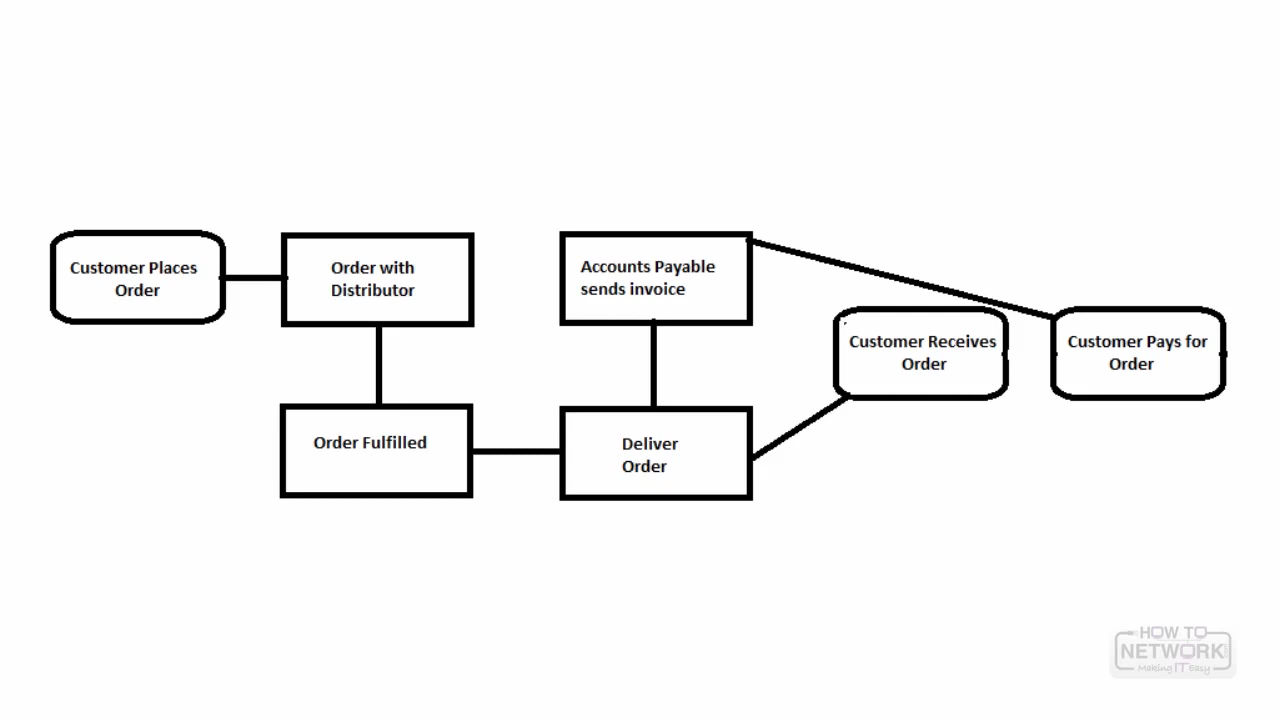 Customer Places
Order
Order with
Distributor
Accounts Payable
sends invoice
Customer Receives
Order
Customer Pays for
Order
Order Fulfilled
Deliver
Order
HOW TO
NETWORK
Making IT Easy